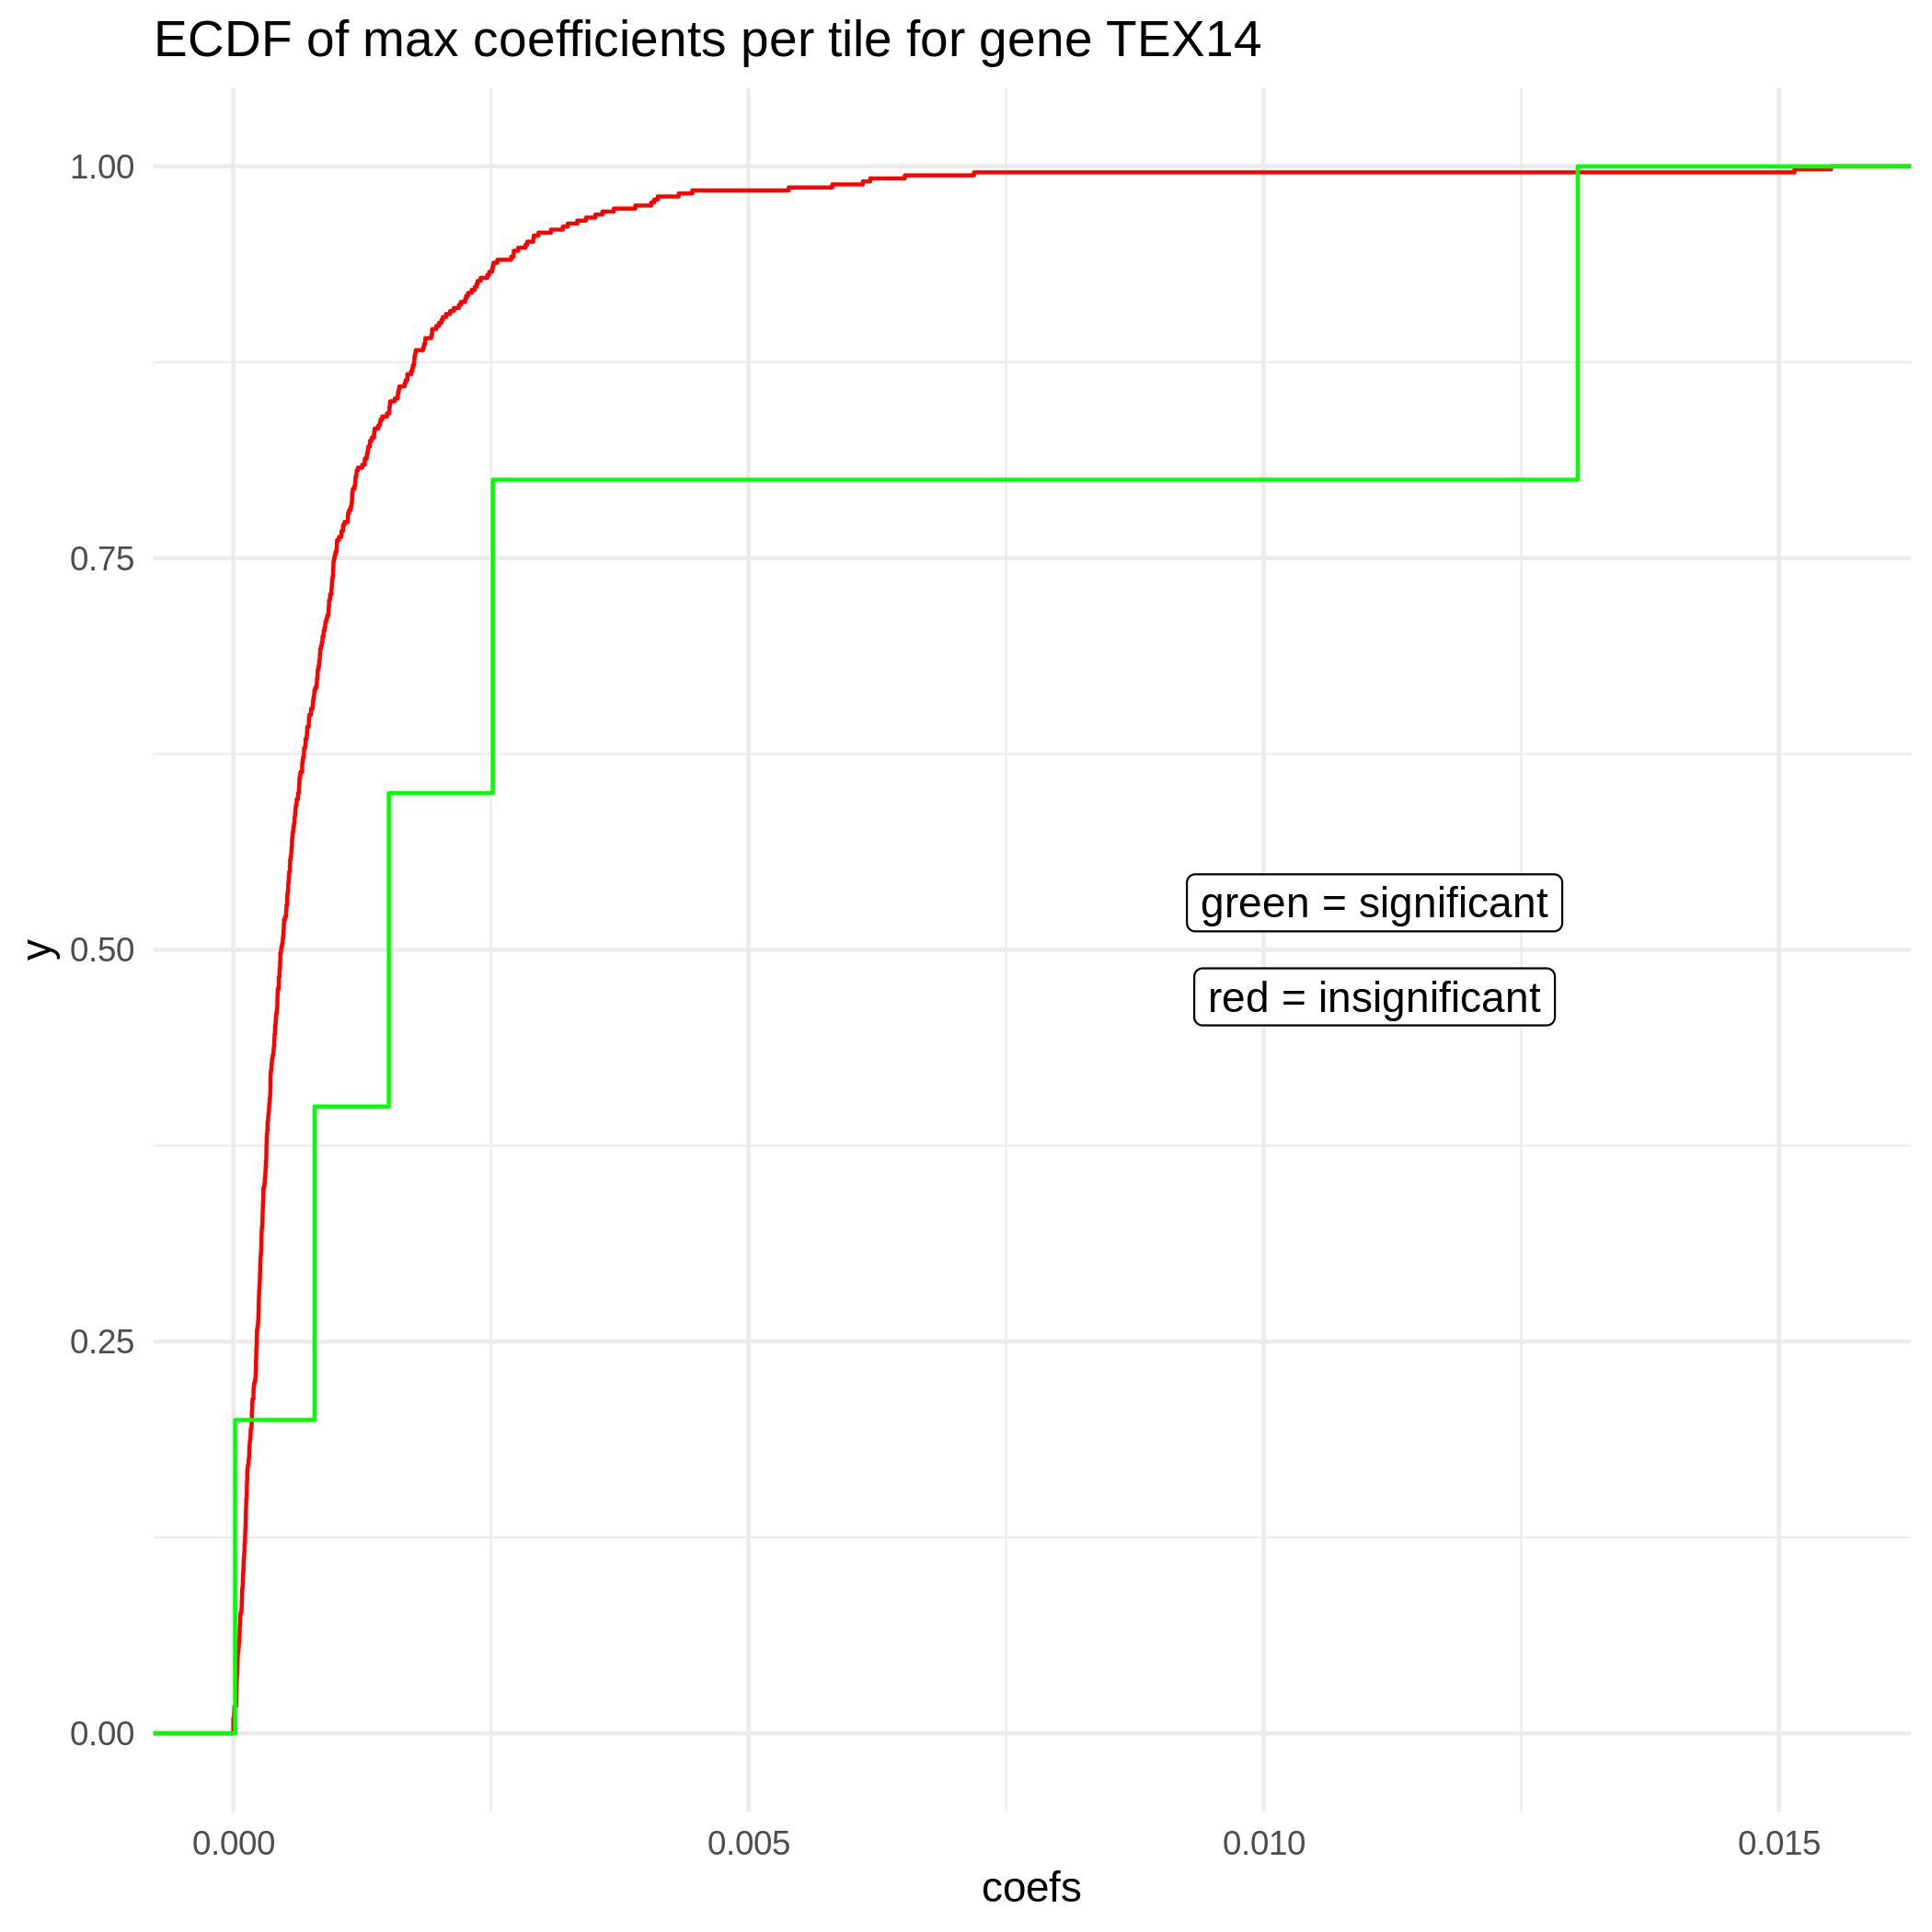 ECDF of max coefficients per tile for gene TEX14
1.00
0.75
0.50
0.25
0.00
y
green = significant
red = insignificant
0.000 0.005 0.010 0.015
coefs